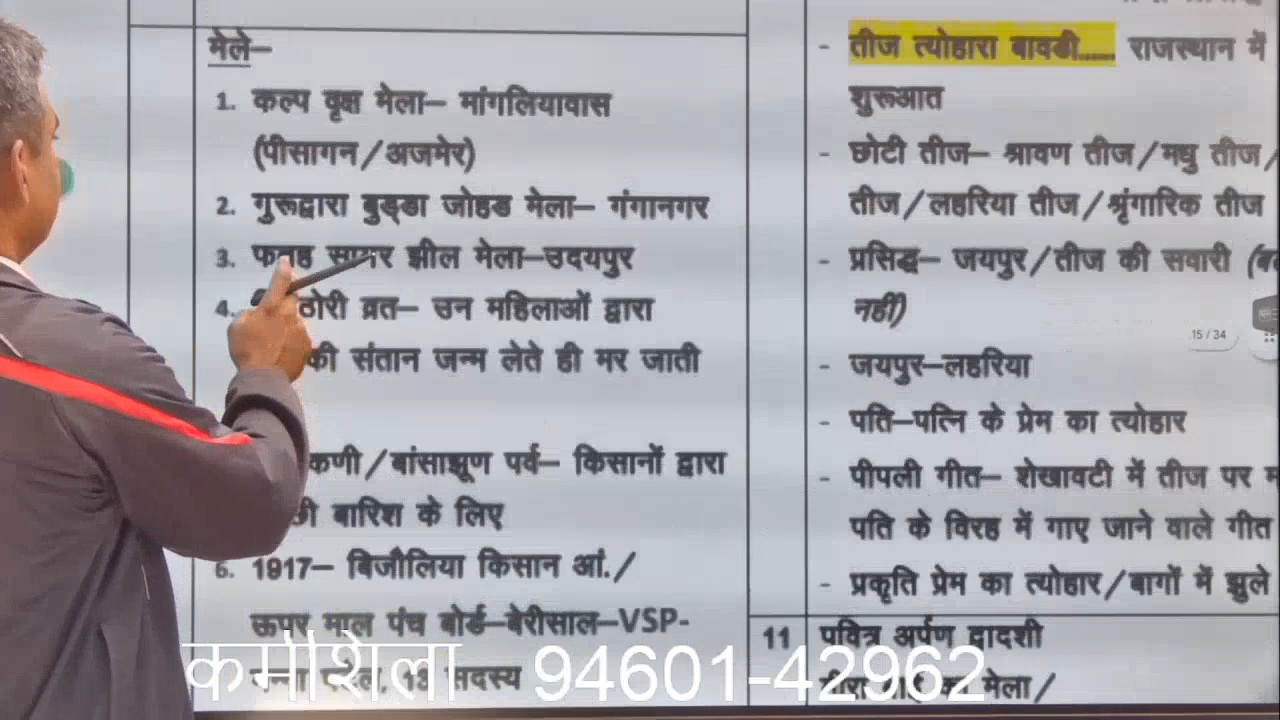 मेले–
1. कल्प वृक्ष मेला– मांगलियावास
(पीसागन/अजमेर)
2. गुरूद्वारा बुड्डा जोहड मेला– गंगानगर
3. झील मेला–उदयपुर
4. व्रत– उन महिलाओं द्वारा
की संतान जन्म लेते ही मर जाती
/बांसाझूण पर्व– किसानों द्वारा
बारिश के लिए
6. 1917– बिजौलिया किसान आं./
ऊपर माल पंच बोर्ड–बेरीसाल–VSP-
13 सदस्य
- तीज त्योहारा बावडी...... राजस्थान में
शुरूआत
- छोटी तीज– श्रावण तीज/मधु तीज/
तीज/लहरिया तीज/श्रृंगारिक तीज
- प्रसिद्ध– जयपुर/तीज की सवारी
नहीं)
- जयपुर–लहरिया
- पति–पत्नि के प्रेम का त्योहार
- पीपली गीत– शेखावटी में तीज पर
पति के विरह में गाए जाने वाले गीत
- प्रकृति प्रेम का त्योहार/बागों में झुले
11 पवित्र अर्पण द्वादशी
मेला/
15 / 34
कर्मशिला 94601-42962